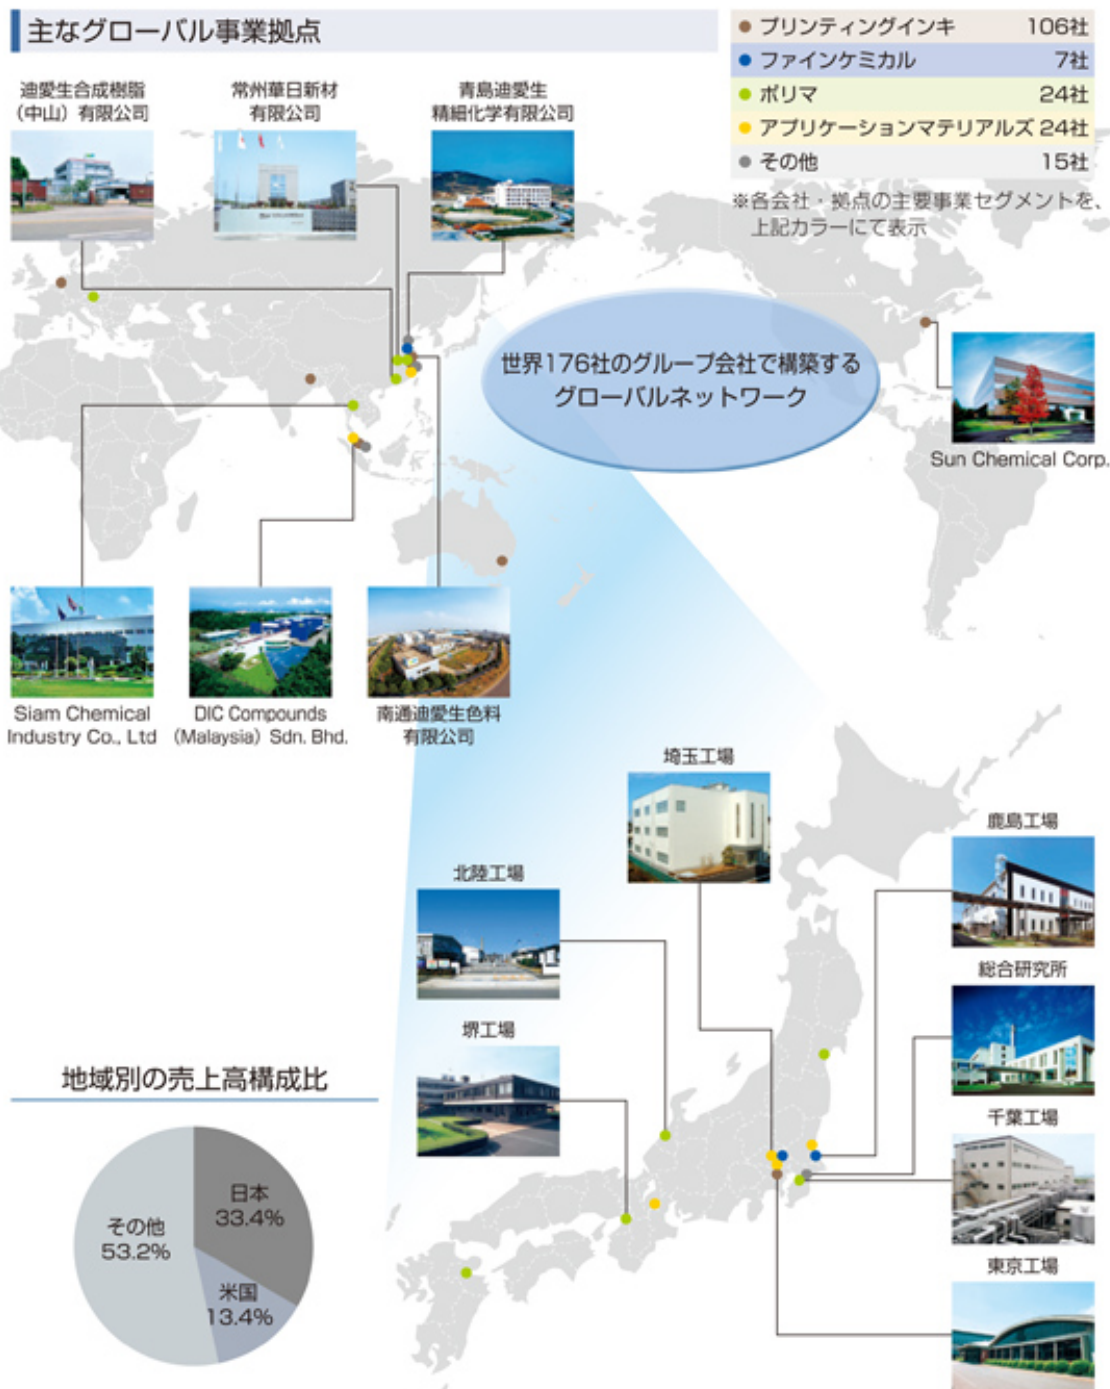 主なグローバル事業拠点
プリンティングインキ 106社
ファインケミカル 7社
ポリマ 24社
アプリケーションマテリアルズ 24社
その他 15社
※各会社・拠点の主要事業セグメントを、
上記カラーにて表示
迪愛生合成樹脂
（中山）有限公司
常州華日新材
有限公司
青島迪愛生
精細化学有限公司
世界176社のグループ会社で構築する
グローバルネットワーク
Sun Chemical Corp.
Siam Chemical
Industry Co., Ltd
DIC Compounds
（Malaysia）Sdn. Bhd.
南通迪愛生色料
有限公司
埼玉工場
鹿島工場
北陸工場
総合研究所
堺工場
千葉工場
東京工場
地域別の売上高構成比
日本
33.4%
その他
53.2%
米国
13.4%